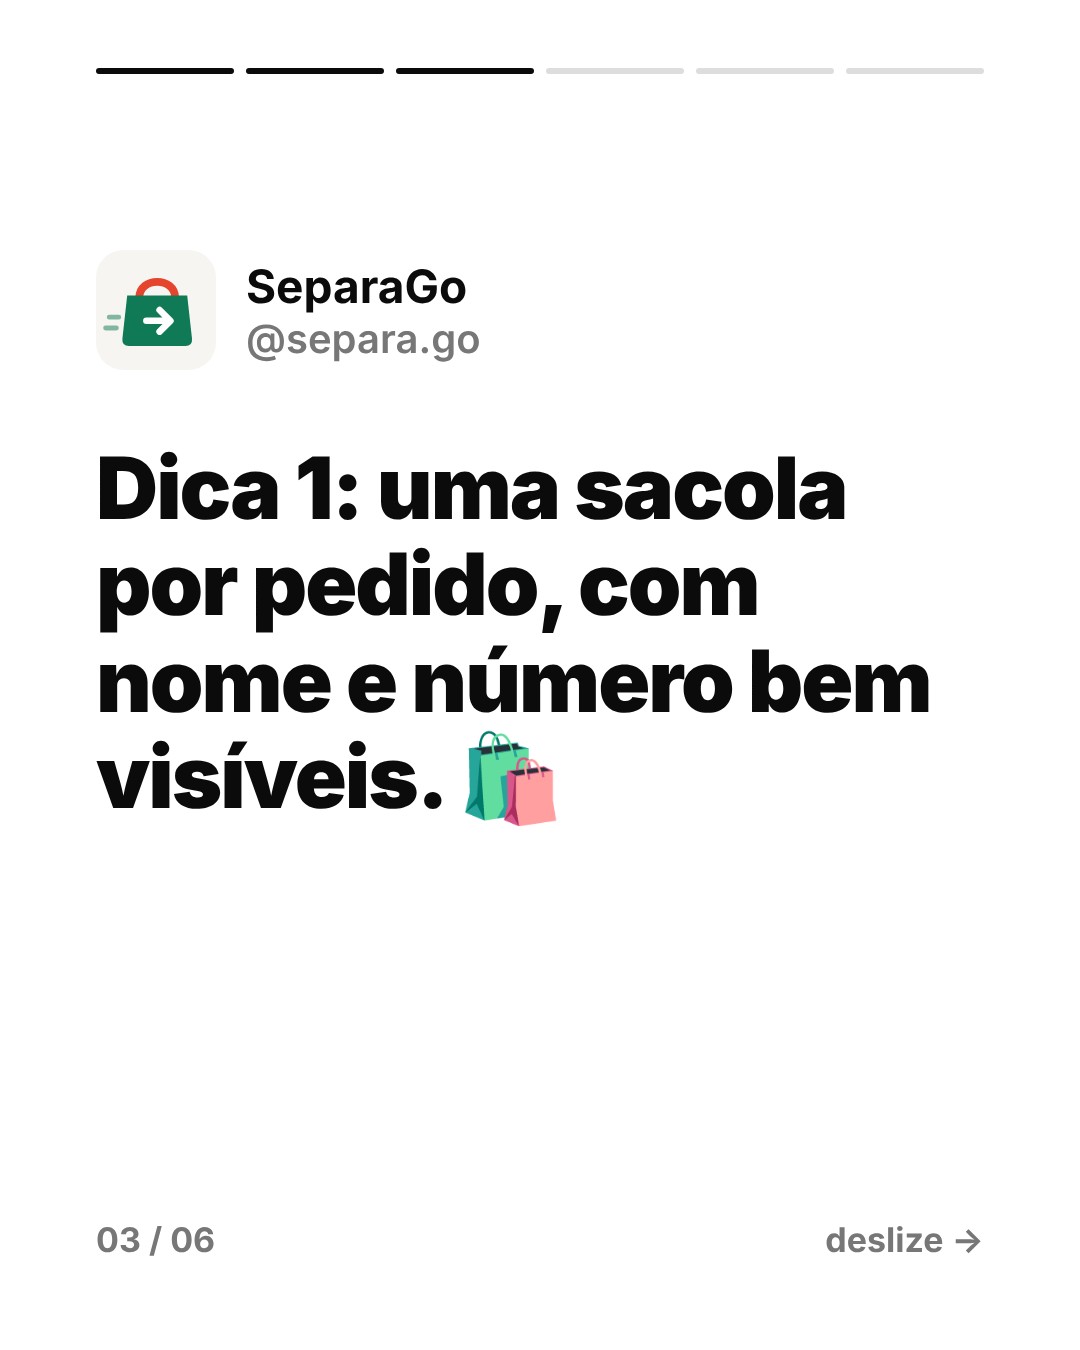 SeparaGo
@separa.go
Dica 1: uma sacola
por pedido, com
nome e número bem
visíveis. 🛍️
03 / 06
deslize →